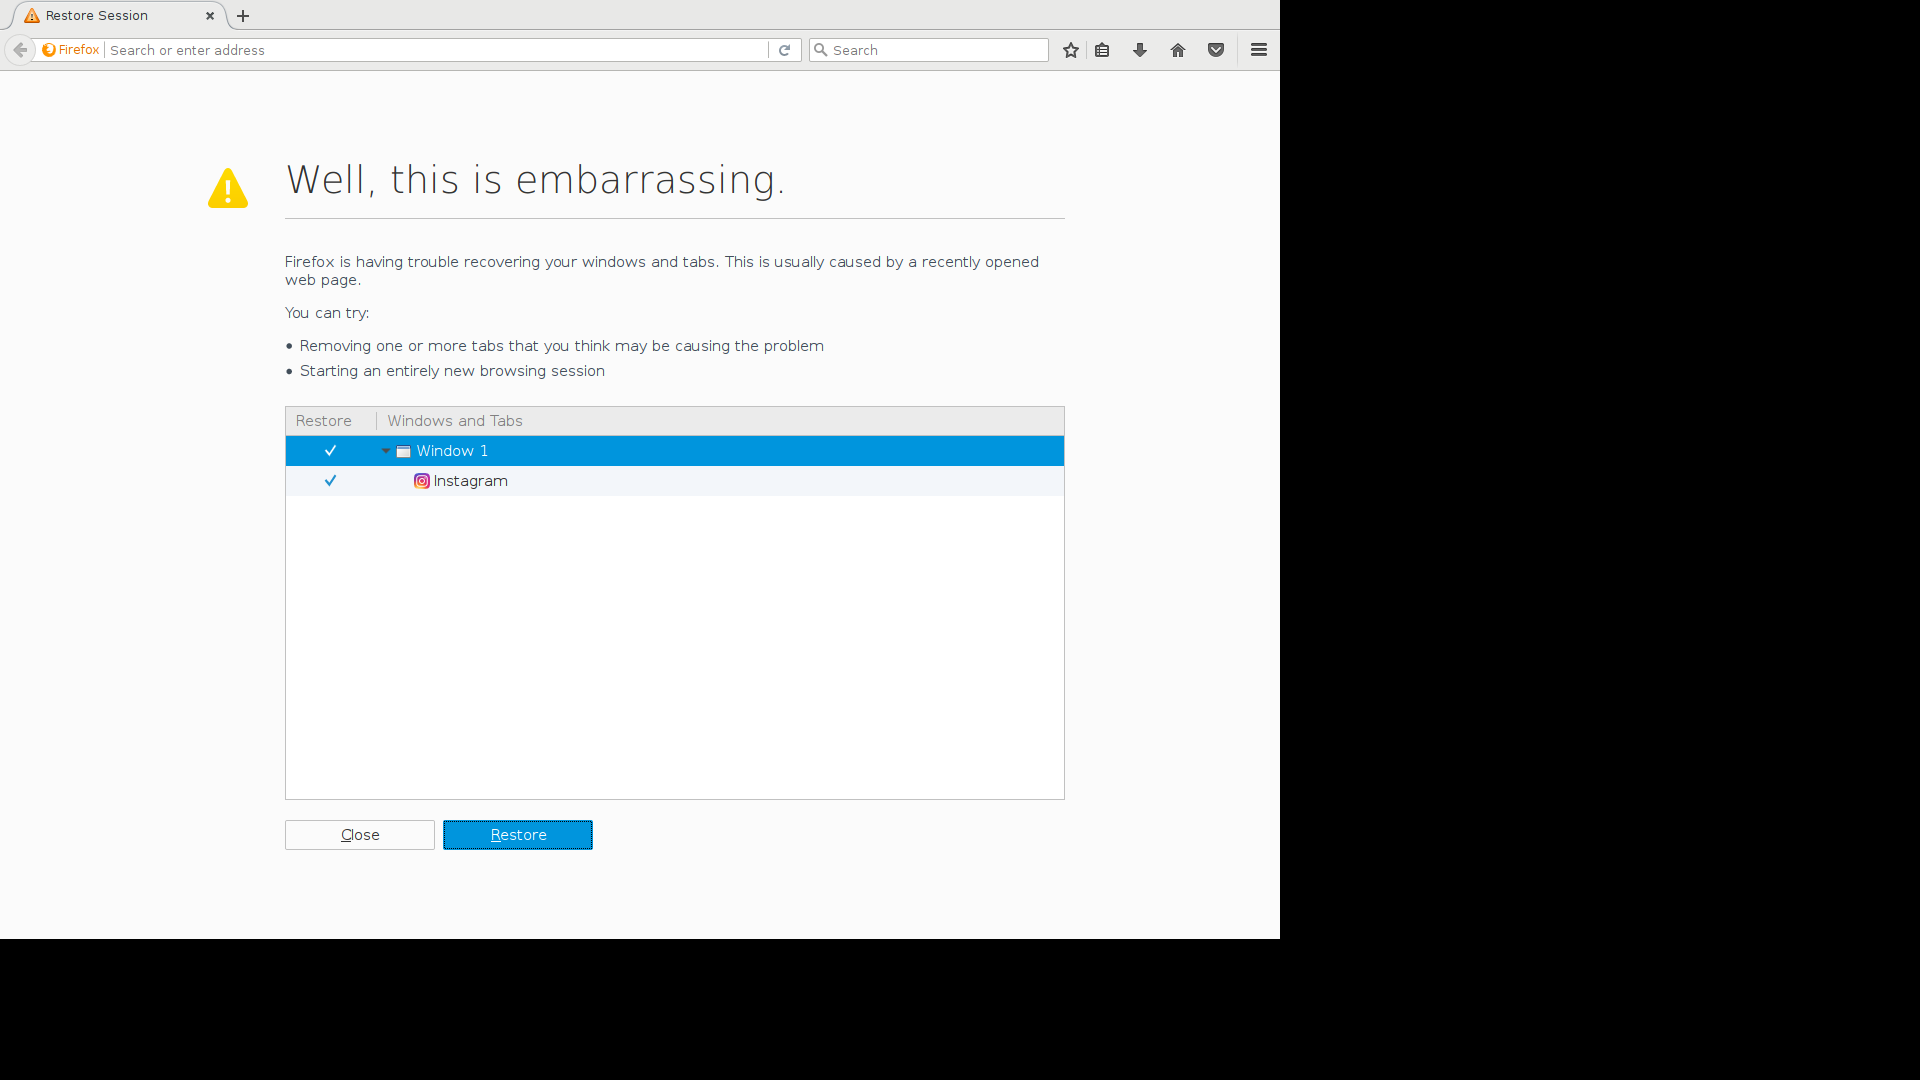 Restore Session
Firefox Search or enter address Search
Well, this is embarrassing.
Firefox is having trouble recovering your windows and tabs. This is usually caused by a recently opened
web page.
You can try:
• Removing one or more tabs that you think may be causing the problem
• Starting an entirely new browsing session
Restore Windows and Tabs
Window 1
Instagram
Close Restore